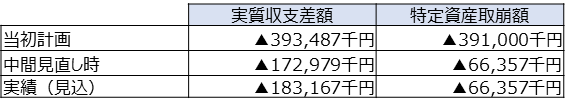 実質収支差額 特定資産取崩額
当初計画 ▲393,487千円 ▲391,000千円
中間見直し時 ▲172,979千円 ▲66,357千円
実績（見込） ▲183,167千円 ▲66,357千円